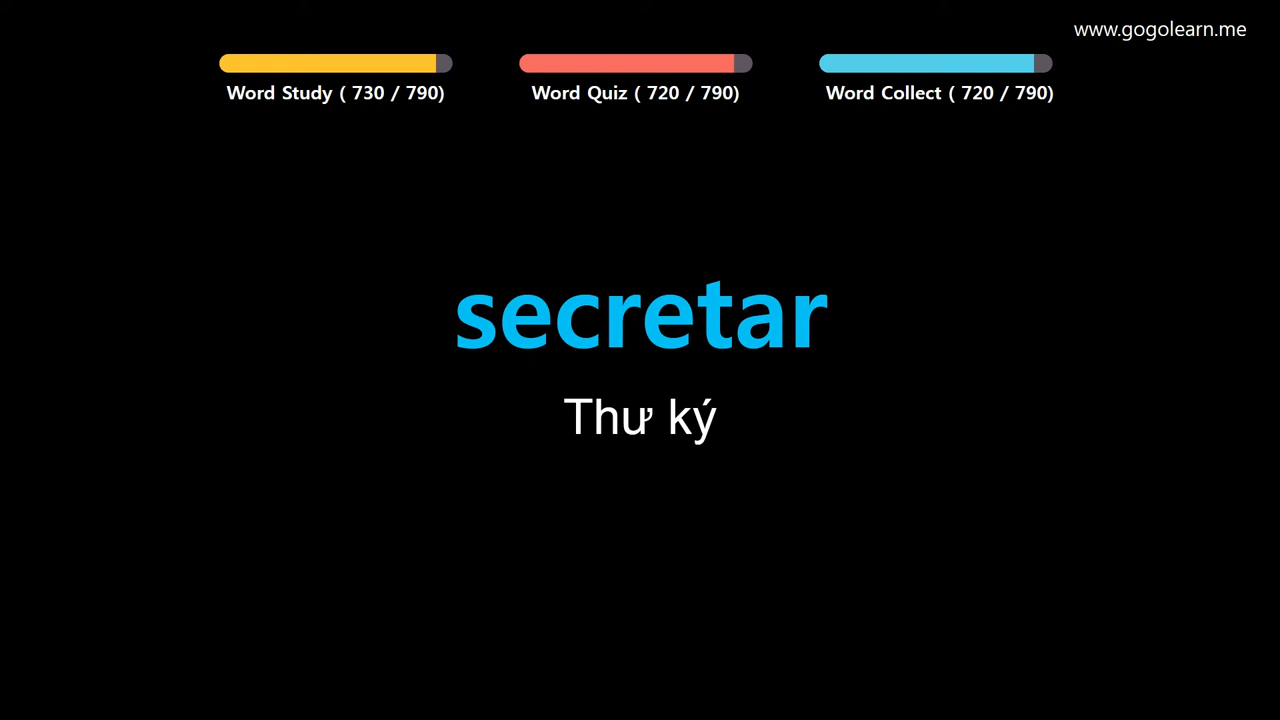 www.gogolearn.me
Word Study ( 730 / 790)
Word Quiz ( 720 / 790)
Word Collect ( 720 / 790)
secretar
Thư ký